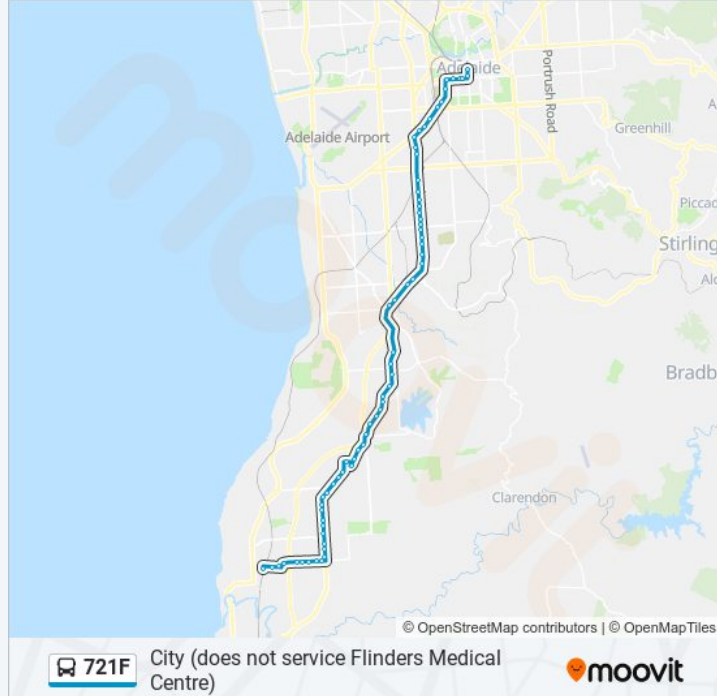 Adelaide
Portrush Road
Adelaide Airport
Greenhill
Piccad
Stirling
Bradb
Clarendon
moovit
© OpenStreetMap contributors | © OpenMapTiles
721F
City (does not service Flinders Medical
Centre)
moovit